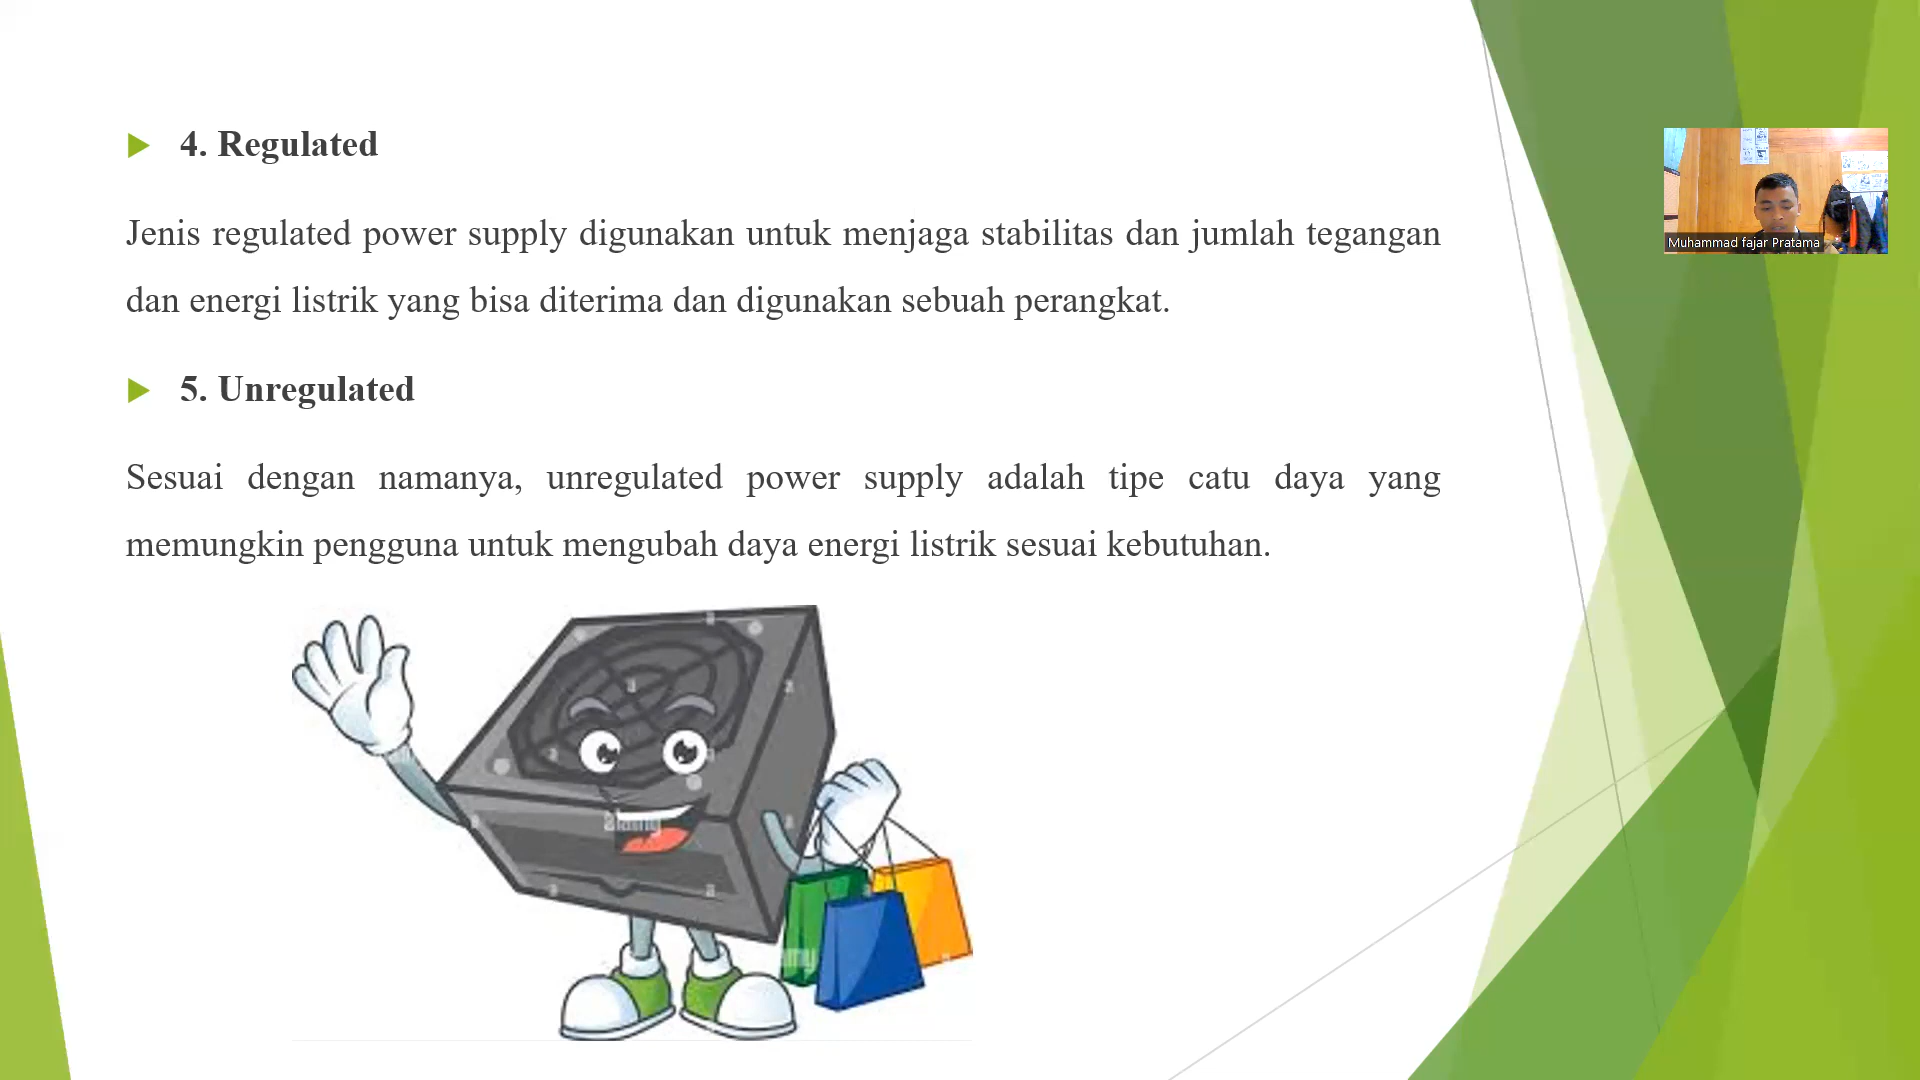 4. Regulated
Jenis regulated power supply digunakan untuk menjaga stabilitas dan jumlah tegangan
dan energi listrik yang bisa diterima dan digunakan sebuah perangkat.
5. Unregulated
Sesuai dengan namanya, unregulated power supply adalah tipe catu daya yang
memungkin pengguna untuk mengubah daya energi listrik sesuai kebutuhan.
Muhammad fajar Pratama
alamy